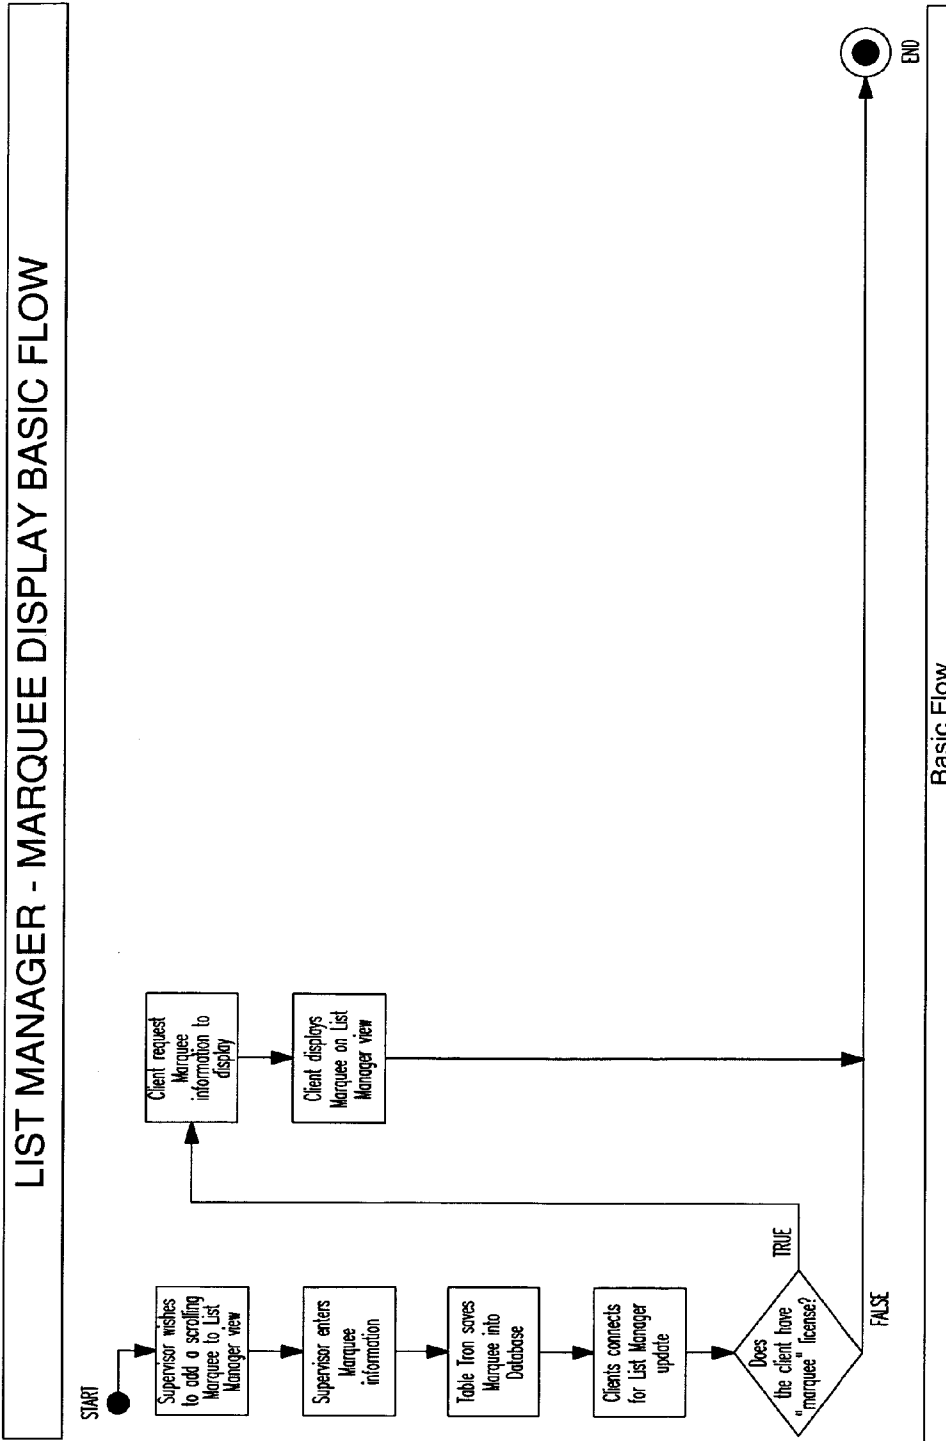 LIST MANAGER - MARQUEE DISPLAY BASIC FLOW
START
Supervisor wishes
to add a scrolling
Marquee to List
Manager view
Supervisor enters
Marquee
information
Table Tron saves
Marquee into
Database
Clients connects
for List Manager
update
Does
the client have
"marquee" license?
TRUE
FALSE
Client request
Marquee
information to
display
Client displays
Marquee on List
Manager view
END
Basic Flow